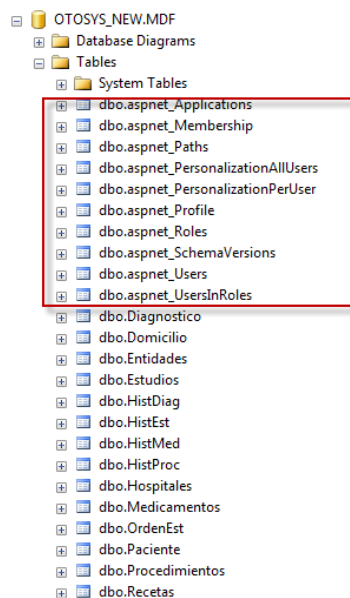 OTOSYS_NEW.MDF
Database Diagrams
Tables
System Tables
dbo.aspnet_Applications
dbo.aspnet_Membership
dbo.aspnet_Paths
dbo.aspnet_PersonalizationAllUsers
dbo.aspnet_PersonalizationPerUser
dbo.aspnet_Profile
dbo.aspnet_Roles
dbo.aspnet_SchemaVersions
dbo.aspnet_Users
dbo.aspnet_UsersInRoles
dbo.Diagnostico
dbo.Domicilio
dbo.Entidades
dbo.Estudios
dbo.HistDiag
dbo.HistEst
dbo.HistMed
dbo.HistProc
dbo.Hospitales
dbo.Medicamentos
dbo.OrdenEst
dbo.Paciente
dbo.Procedimientos
dbo.Recetas